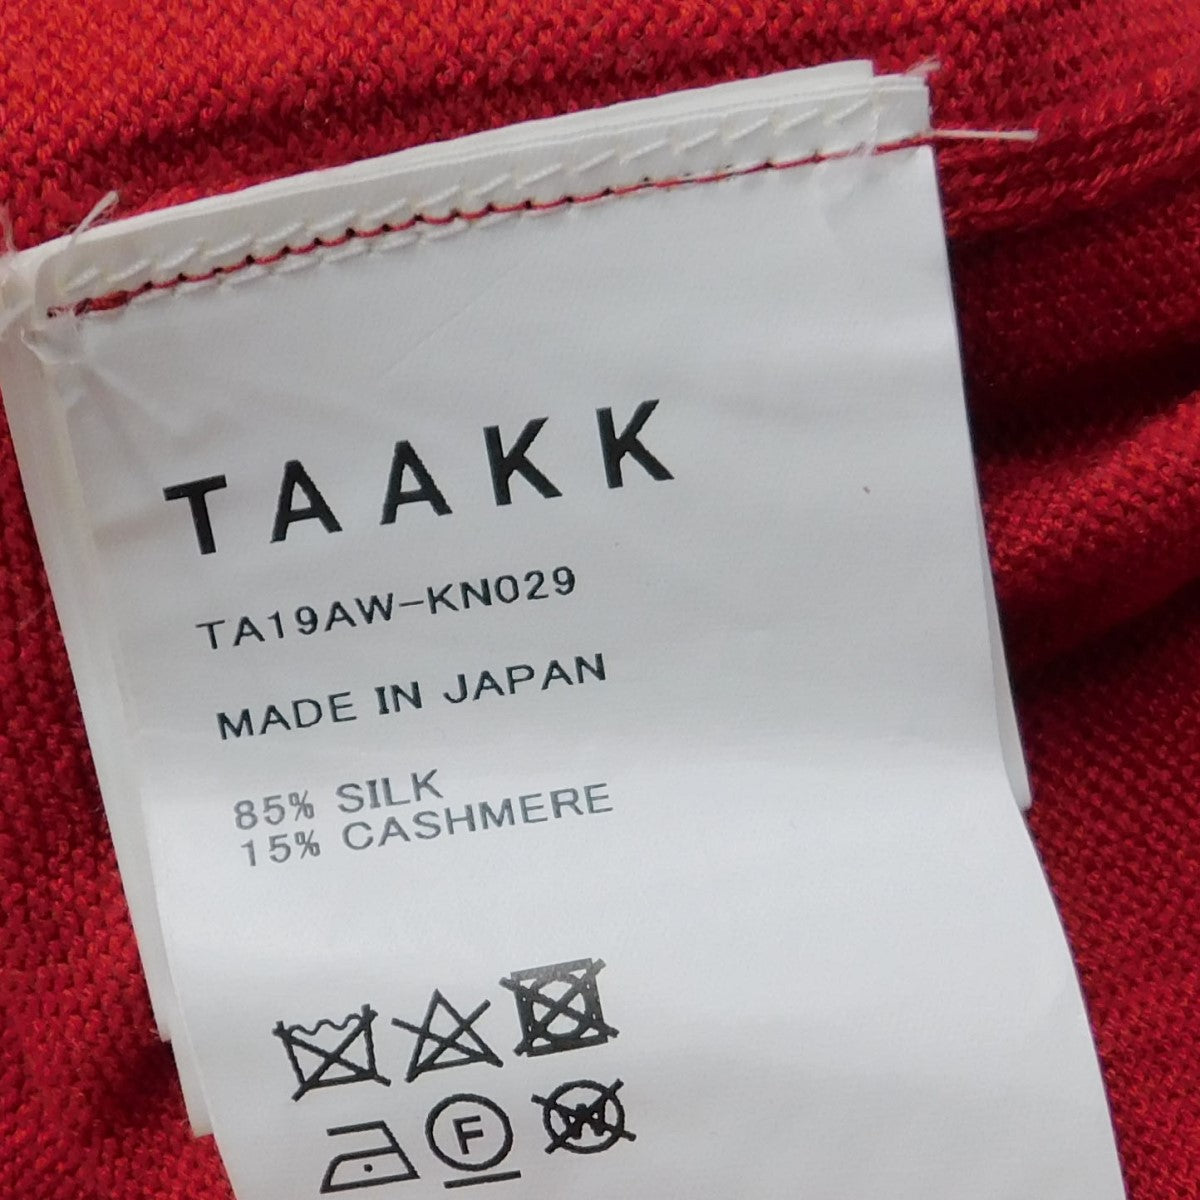 TAAKK
TA19AW-KN029
MADE IN JAPAN
85% SILK
15% CASHMERE
F
W